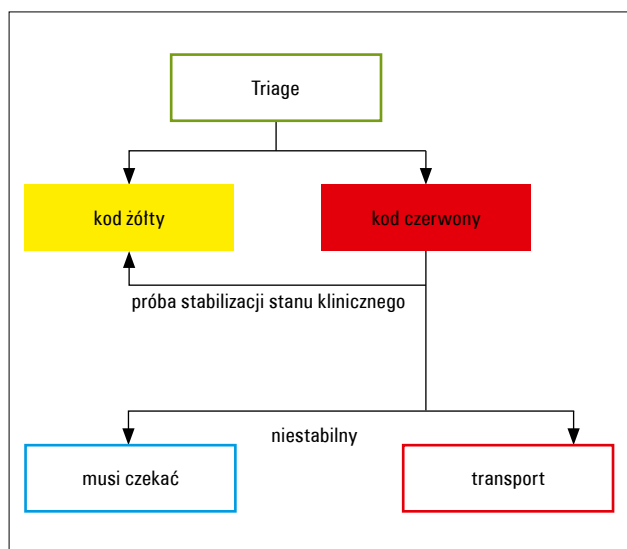 Triage
kod żółty
kod czerwony
próba stabilizacji stanu klinicznego
niestabilny
musi czekać
transport